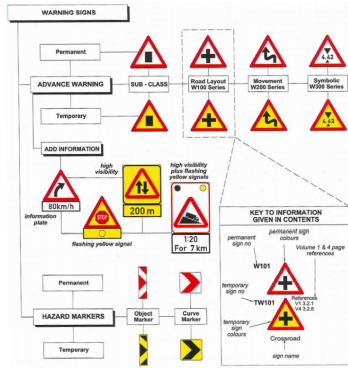 WARNING SIGNS
Permanent
ADVANCE WARNING
SUB - CLASS
Road Layout
W100 Series
Movement
W200 Series
Symbolic
W300 Series
4.42
Temporary
4.42
ADD INFORMATION
high
visibility
high visibility
plus flashing
yellow signals
80km/h
information
plate
STOP
200 m
flashing yellow signal
1:20
For 7 km
KEY TO INFORMATION
GIVEN IN CONTENTS
permanent
sign no
permanent sign
colours
Volume 1 & 4 page
references
W101
temporary
sign no
TW101
References
V1 3.2.1
V4 3.2.6
temporary
sign
colours
Crossroad
sign name
Permanent
HAZARD MARKERS
Object
Marker
Curve
Marker
Temporary